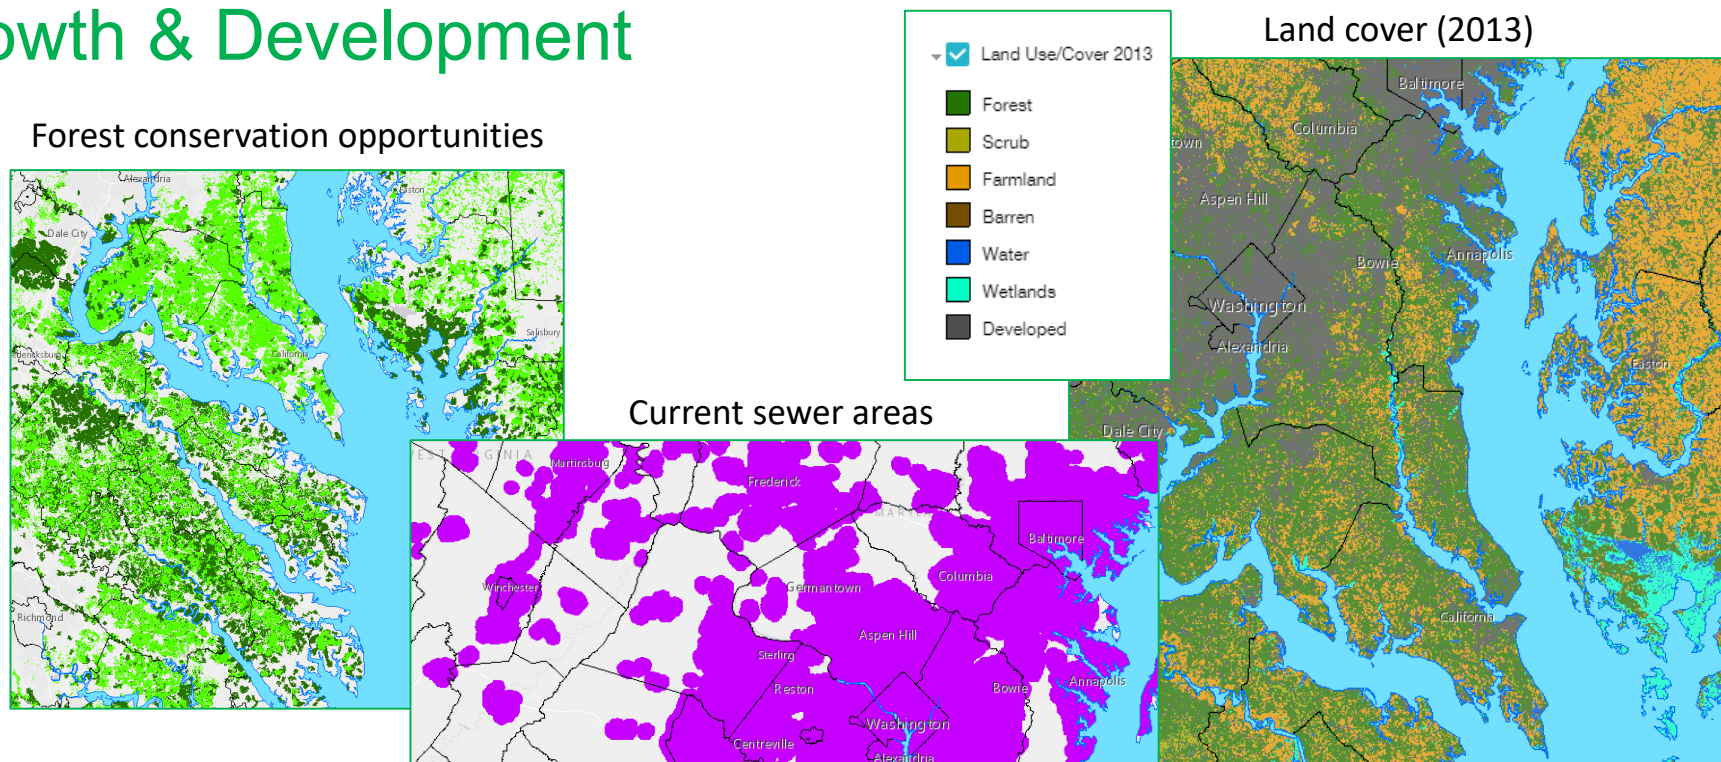 owth & Development
Forest conservation opportunities
Alexandria
Easton
Dale City
Salisbury
California
Richmond
Current sewer areas
Martinsburg
Frederick
Baltimore
Winchester
Germantown
Columbia
Aspen Hill
Sterling
Reston
Bowie
Annapolis
Washington
Centreville
Alexandria
Land Use/Cover 2013
Forest
Scrub
Farmland
Barren
Water
Wetlands
Developed
Land cover (2013)
Baltimore
Columbia
town
Aspen Hill
Annapolis
Bowie
Washington
Alexandria
Easton
Dale City
California